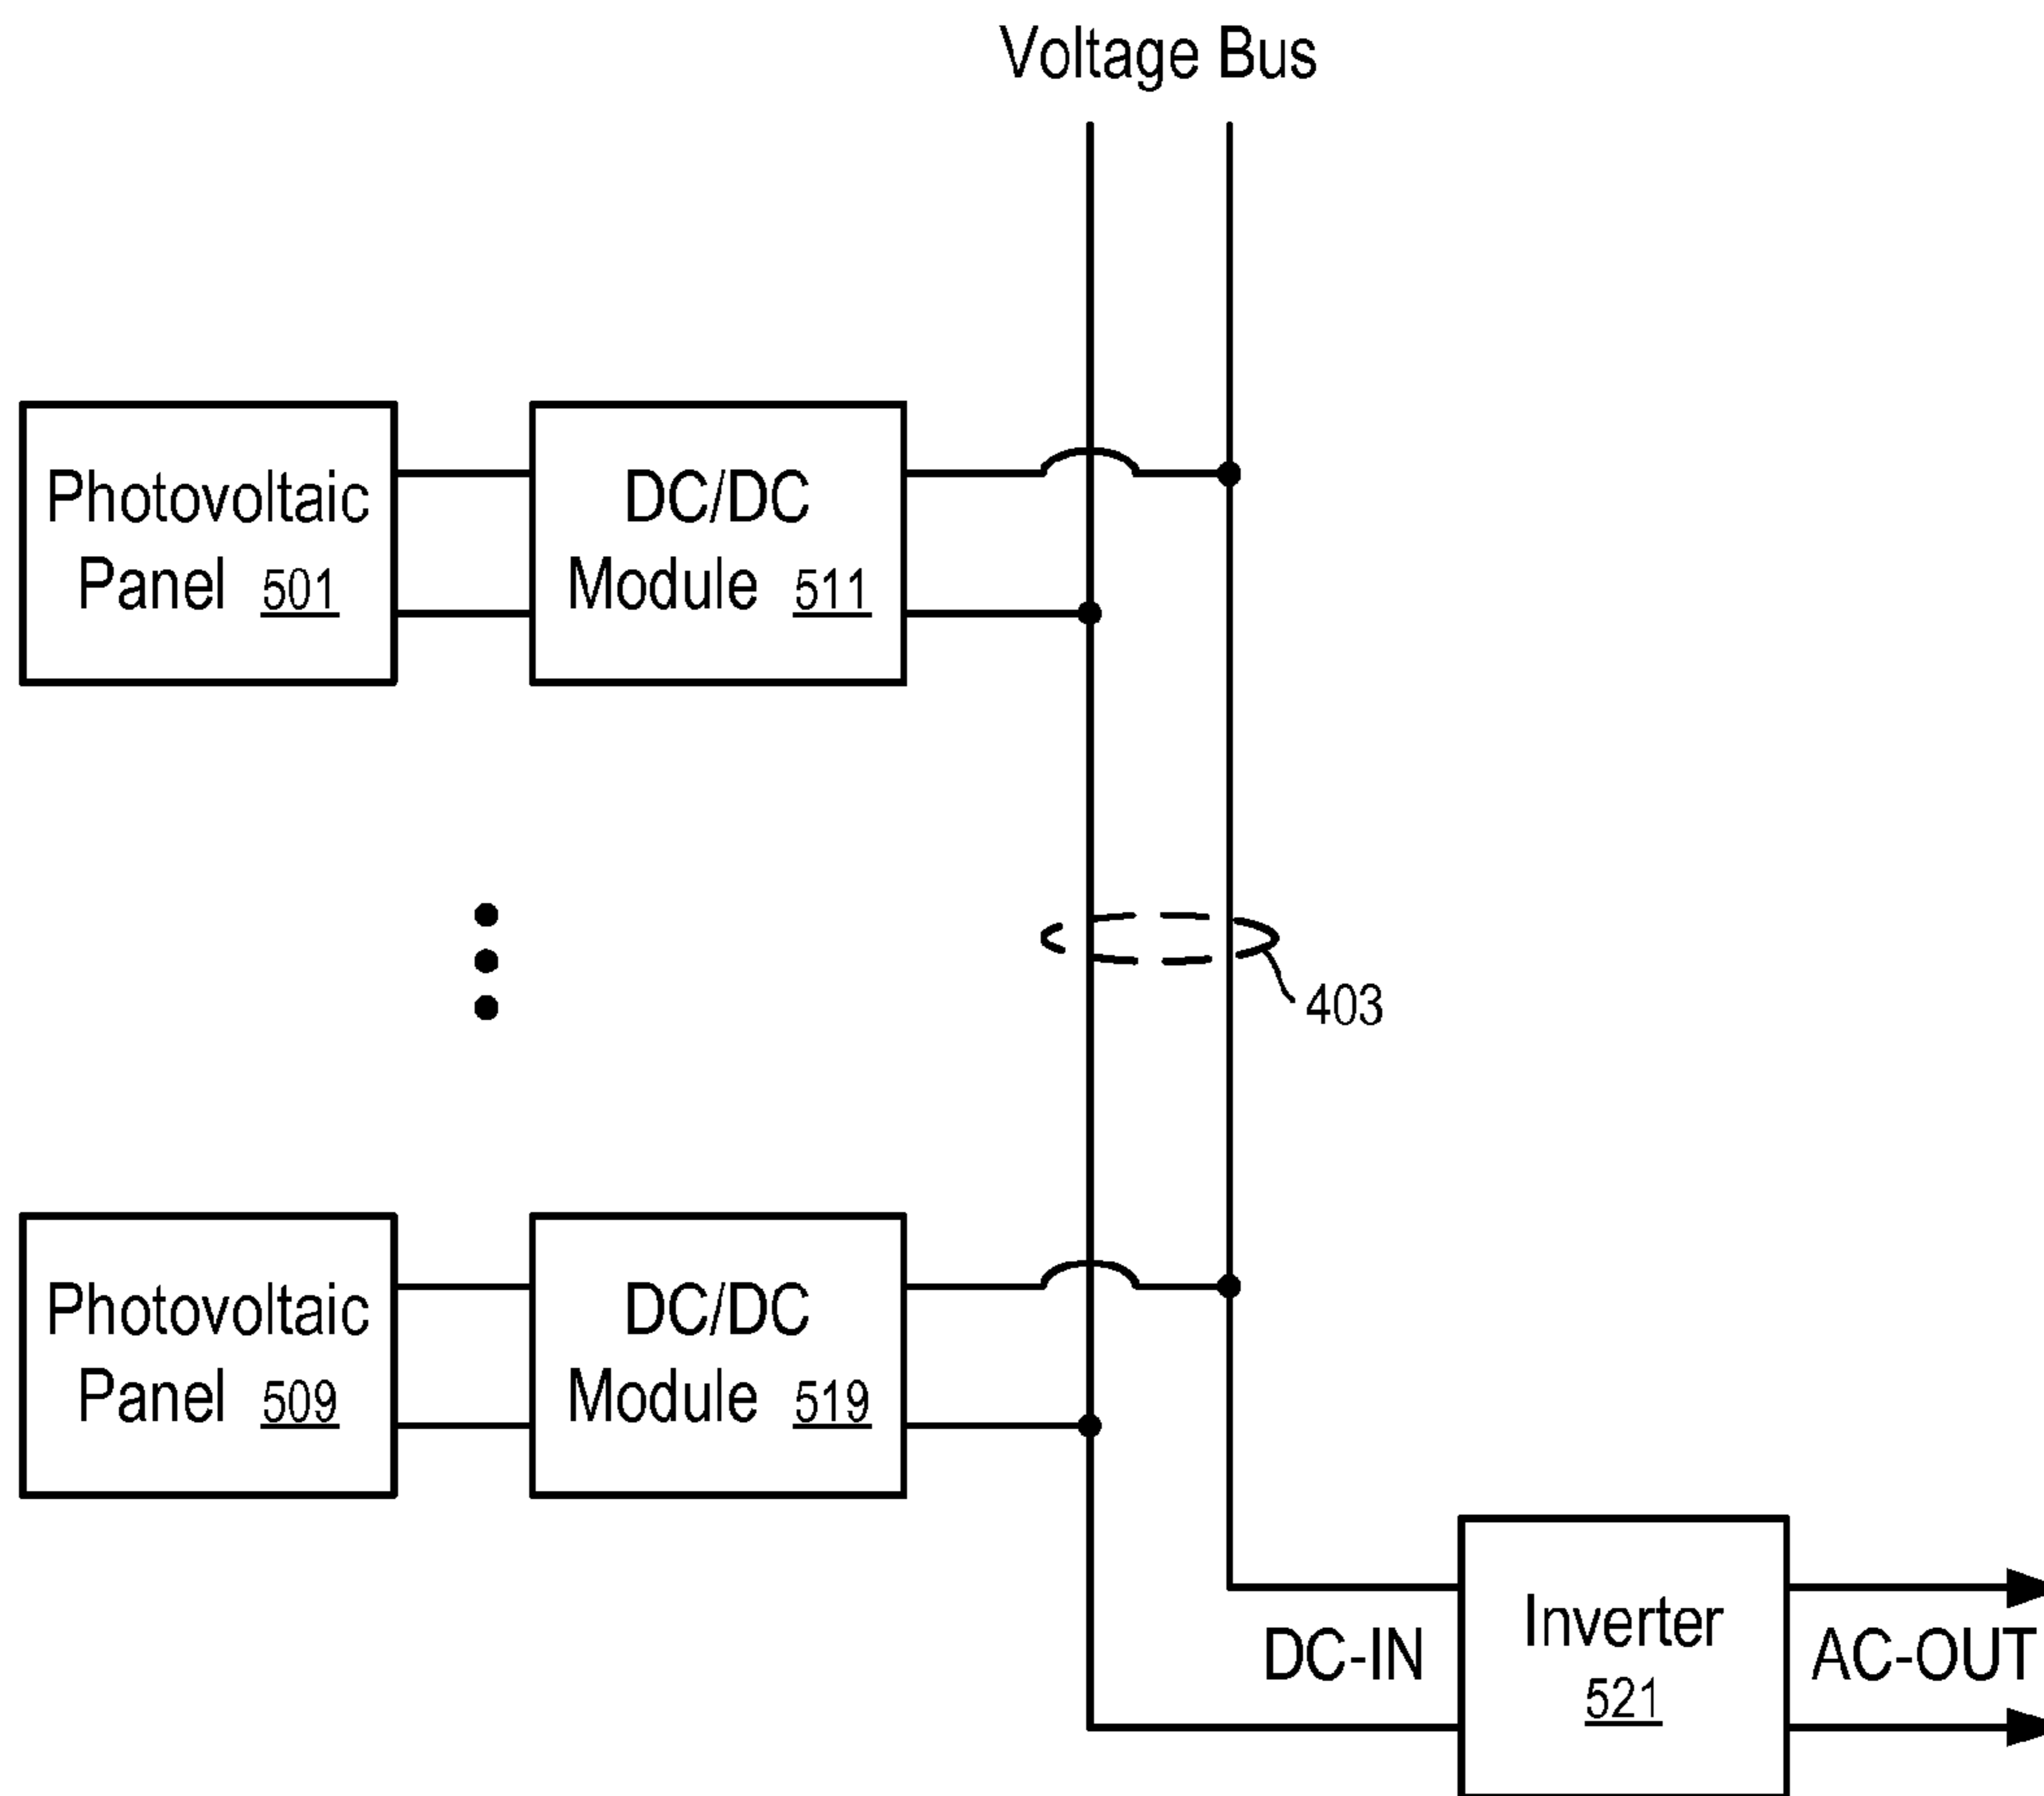 Voltage Bus
Photovoltaic
Panel 501
DC/DC
Module 511
403
Photovoltaic
Panel 509
DC/DC
Module 519
DC-IN
Inverter
521
AC-OUT